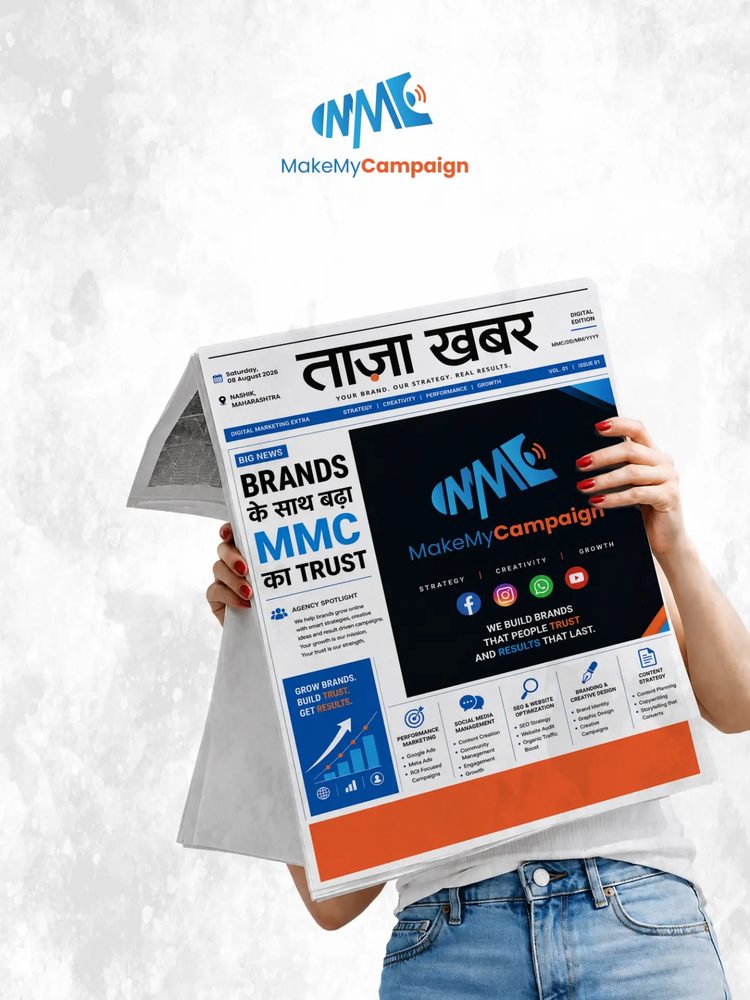 MMC
MakeMyCampaign
Saturday,
08 August 2026
NASHIK,
MAHARASHTRA
ताज़ा खबर
YOUR BRAND. OUR STRATEGY. REAL RESULTS.
DIGITAL
EDITION
MMC/DD/MM/YYYY
DIGITAL MARKETING EXTRA
STRATEGY | CREATIVITY | PERFORMANCE | GROWTH
VOL. 01 | ISSUE 01
BIG NEWS
BRANDS
के साथ बढ़ा
MMC
का TRUST
AGENCY SPOTLIGHT
We help brands grow online
with smart strategies, creative
ideas and result driven campaigns.
Your growth is our mission.
Your trust is our strength.
GROW BRANDS.
BUILD TRUST.
GET RESULTS.
MMC
MakeMyCampaign
STRATEGY | CREATIVITY | GROWTH
WE BUILD BRANDS
THAT PEOPLE TRUST
AND RESULTS THAT LAST.
PERFORMANCE
MARKETING
• Google Ads
• Meta Ads
• ROI Focused
Campaigns
SOCIAL MEDIA
MANAGEMENT
• Content Creation
• Community
Management
• Engagement
• Growth
SEO & WEBSITE
OPTIMIZATION
• SEO Strategy
• Website Audit
• Organic Traffic
Boost
BRANDING &
CREATIVE DESIGN
• Brand Identity
• Graphic Design
• Creative
Campaigns
CONTENT
STRATEGY
• Content Planning
• Copywriting
• Storytelling that
Converts